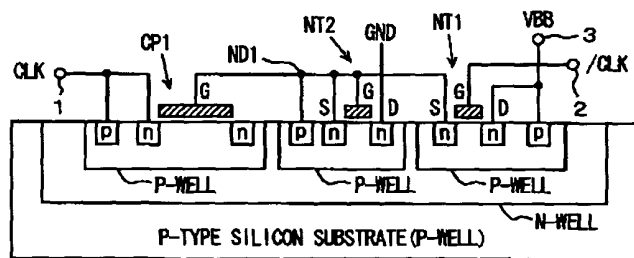 CP1 ND1 NT2 GND NT1 VBB
3
CLK /CLK
1 G S G D S G D 2
p n n p n n n n p
P-WELL P-WELL P-WELL
N-WELL
P-TYPE SILICON SUBSTRATE(P-WELL)